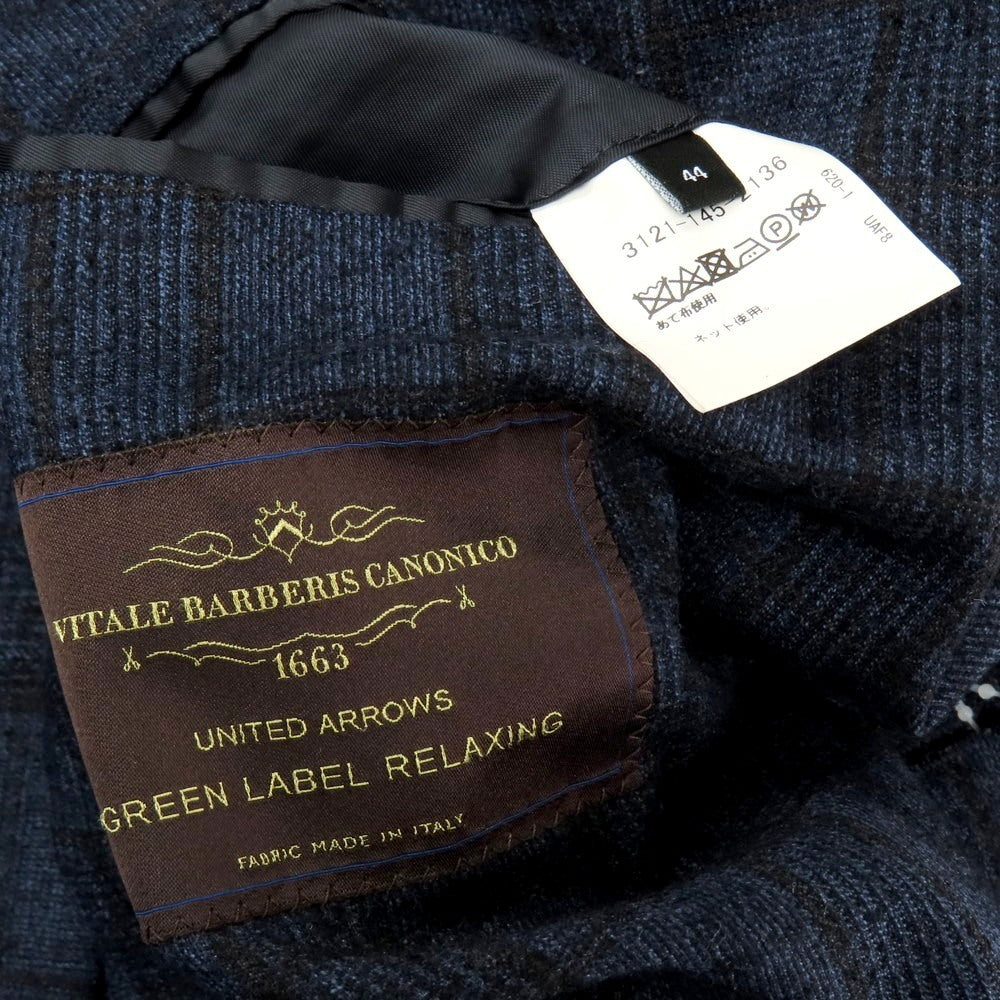 44
3121-145-2136
620-1
UAF8
あて布使用
ネット使用。
VITALE BARBERIS CANONICO
1663
UNITED ARROWS
GREEN LABEL RELAXING
FABRIC MADE IN ITALY